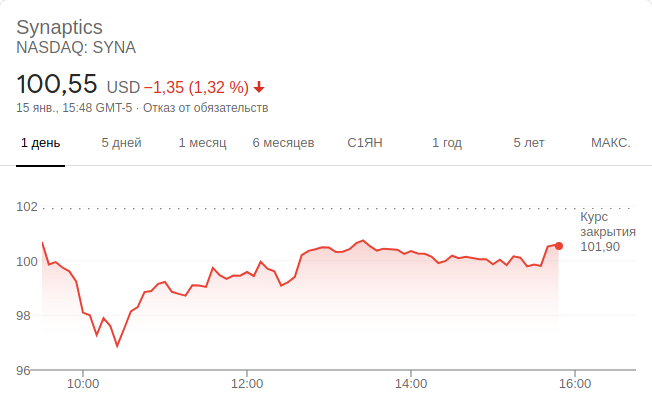 Synaptics
NASDAQ: SYNA
100,55 USD −1,35 (1,32 %)
15 янв., 15:48 GMT-5 · Отказ от обязательств
1 день 5 дней 1 месяц 6 месяцев С1ЯН 1 год 5 лет МАКС.
102
Курс
закрытия
101,90
100
98
96
10:00 12:00 14:00 16:00